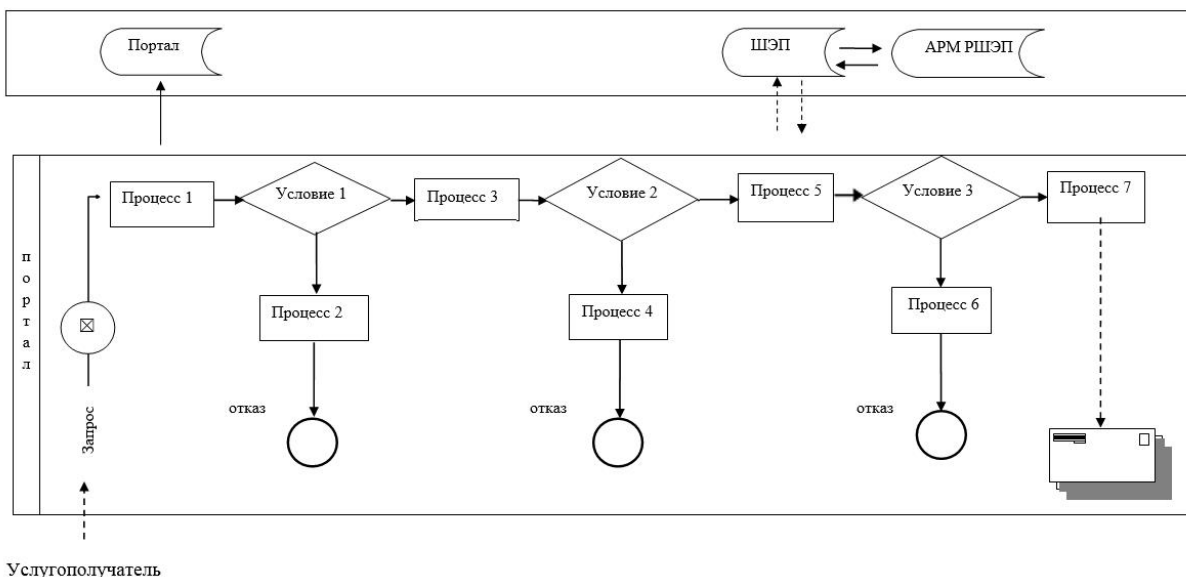 Портал
ШЭП
АРМ РШЭП
Процесс 1
Условие 1
Процесс 3
Условие 2
Процесс 5
Условие 3
Процесс 7
портал
Процесс 2
Процесс 4
Процесс 6
Запрос
отказ
отказ
отказ
Услугополучатель